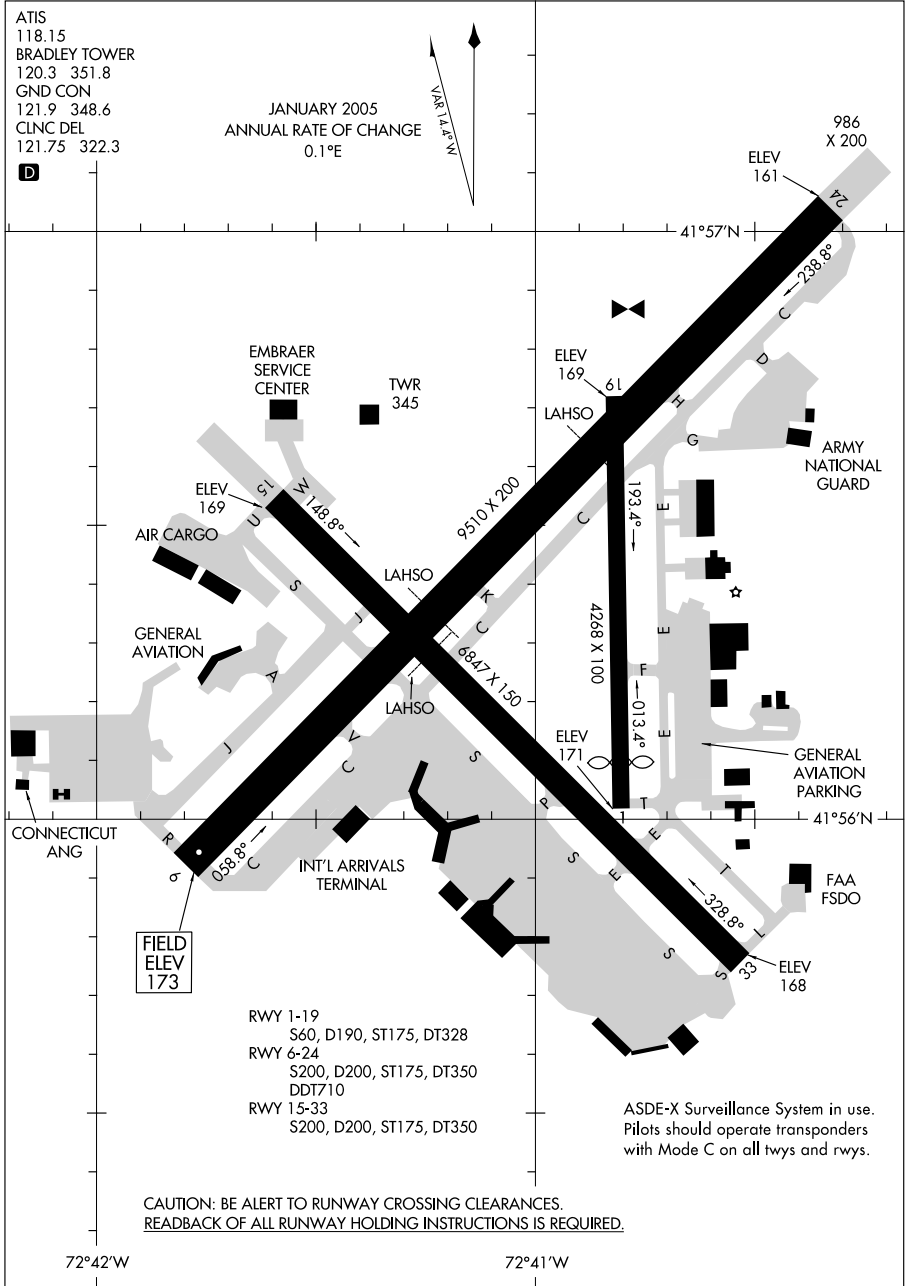 ATIS
118.15
BRADLEY TOWER
120.3 351.8
GND CON
121.9 348.6
CLNC DEL
121.75 322.3
D
JANUARY 2005
ANNUAL RATE OF CHANGE
0.1°E
VAR 14.4° W
986
X 200
ELEV
161
24
41°57'N
238.8°
C
D
EMBRAER
SERVICE
CENTER
TWR
345
ELEV
169
19
LAHSO
H
G
ARMY
NATIONAL
GUARD
ELEV
169
15
W
U
148.8°
9510 X 200
C
193.4°
E
AIR CARGO
S
J
LAHSO
K
C
GENERAL
AVIATION
A
6847 X 150
4268 X 100
E
F
LAHSO
013.4°
J
V
C
S
ELEV
171
E
GENERAL
AVIATION
PARKING
P
T
41°56'N
CONNECTICUT
ANG
R
6
058.8°
C
INT'L ARRIVALS
TERMINAL
E
S
E
T
328.8°
FAA
FSDO
FIELD
ELEV
173
L
S
S
33
ELEV
168
RWY 1-19
S60, D190, ST175, DT328
RWY 6-24
S200, D200, ST175, DT350
DDT710
RWY 15-33
S200, D200, ST175, DT350
ASDE-X Surveillance System in use.
Pilots should operate transponders
with Mode C on all twys and rwys.
CAUTION: BE ALERT TO RUNWAY CROSSING CLEARANCES.
READBACK OF ALL RUNWAY HOLDING INSTRUCTIONS IS REQUIRED.
72°42'W
72°41'W